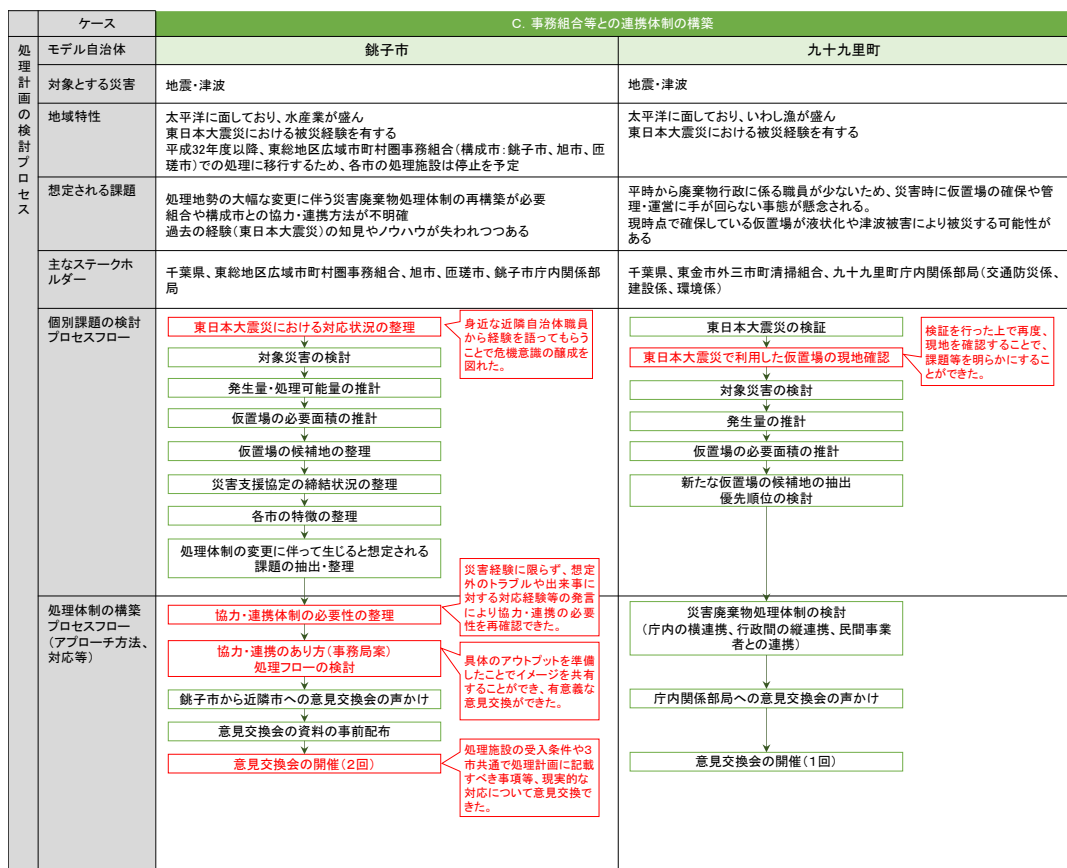 ケース
C. 事務組合等との連携体制の構築
処理計画の検討プロセス
モデル自治体
銚子市
九十九里町
対象とする災害
地震・津波
地震・津波
地域特性
太平洋に面しており、水産業が盛ん
東日本大震災における被災経験を有する
平成32年度以降、東総地区広域市町村圏事務組合(構成市:銚子市、旭市、匝
瑳市)での処理に移行するため、各市の処理施設は停止を予定
太平洋に面しており、いわし漁が盛ん
東日本大震災における被災経験を有する
想定される課題
処理地勢の大幅な変更に伴う災害廃棄物処理体制の再構築が必要
組合や構成市との協力・連携方法が不明確
過去の経験(東日本大震災)の知見やノウハウが失われつつある
平時から廃棄物行政に係る職員が少ないため、災害時に仮置場の確保や管
理・運営に手が回らない事態が懸念される。
現時点で確保している仮置場が液状化や津波被害により被災する可能性が
ある
主なステークホ
ルダー
千葉県、東総地区広域市町村圏事務組合、旭市、匝瑳市、銚子市庁内関係部
局
千葉県、東金市外三市町清掃組合、九十九里町庁内関係部局(交通防災係、
建設係、環境係)
個別課題の検討
プロセスフロー
東日本大震災における対応状況の整理
対象災害の検討
発生量・処理可能量の推計
仮置場の必要面積の推計
仮置場の候補地の整理
災害支援協定の締結状況の整理
各市の特徴の整理
処理体制の変更に伴って生じると想定される
課題の抽出・整理
身近な近隣自治体職員
から経験を語ってもらう
ことで危機意識の醸成を
図れた。
東日本大震災の検証
東日本大震災で利用した仮置場の現地確認
対象災害の検討
発生量の推計
仮置場の必要面積の推計
新たな仮置場の候補地の抽出
優先順位の検討
検証を行った上で再度、
現地を確認することで、
課題等を明らかにするこ
とができた。
処理体制の構築
プロセスフロー
(アプローチ方法、
対応等)
協力・連携体制の必要性の整理
協力・連携のあり方(事務局案)
処理フローの検討
銚子市から近隣市への意見交換会の声かけ
意見交換会の資料の事前配布
意見交換会の開催(2回)
災害経験に限らず、想定
外のトラブルや出来事に
対する対応経験等の発言
により協力・連携の必要
性を再確認できた。
具体のアウトプットを準備
したことでイメージを共有
することができ、有意義な
意見交換ができた。
処理施設の受入条件や3
市共通で処理計画に記載
すべき事項等、現実的な
対応について意見交換で
きた。
災害廃棄物処理体制の検討
(庁内の横連携、行政間の縦連携、民間事業
者との連携)
庁内関係部局への意見交換会の声かけ
意見交換会の開催(1回)